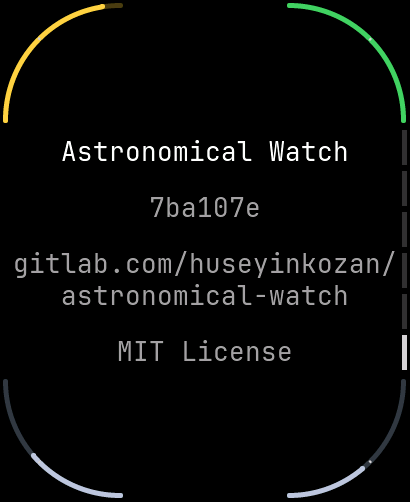 Astronomical Watch
7ba107e
gitlab.com/huseyinkozan/
astronomical-watch
MIT License